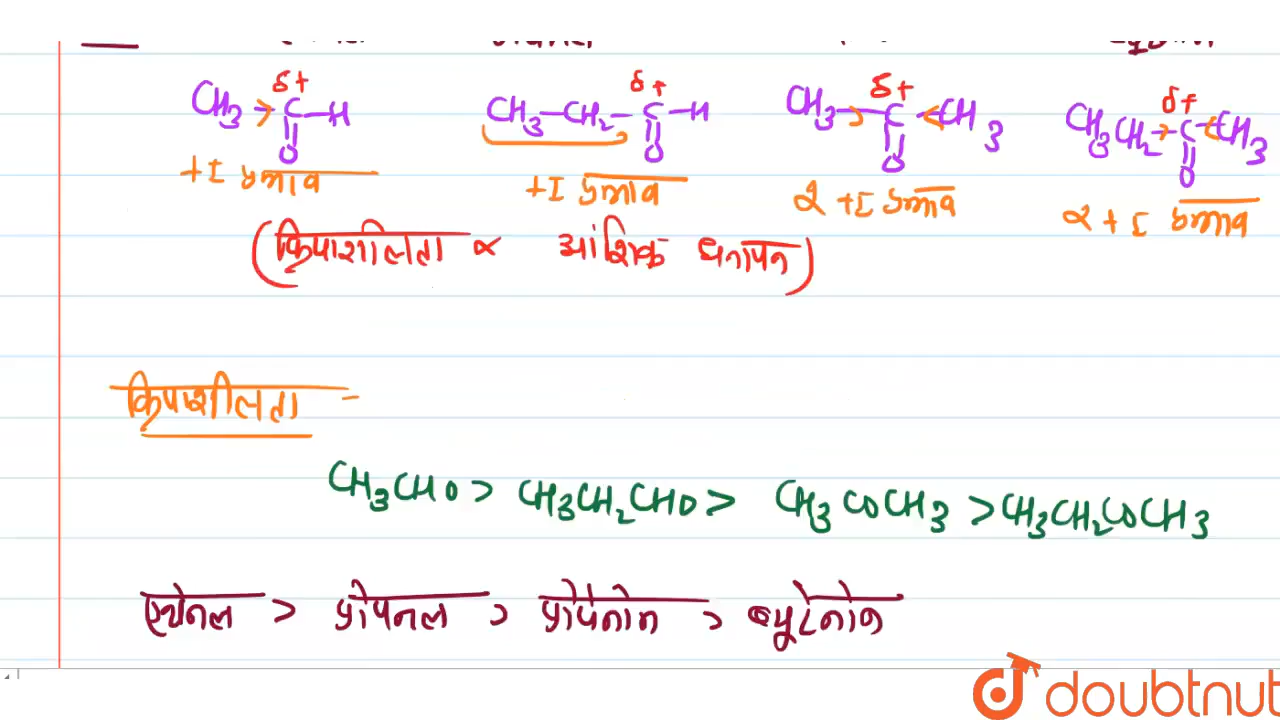 δ+ δ+ δ+ δ+
CH3 - C - H CH3 - CH2 - C - H CH3 - C - CH3 CH3CH2 - C - CH3
O O O O
+I प्रभाव +I प्रभाव 2 +I प्रभाव 2 +I प्रभाव
(क्रियाशीलता ∝ आंशिक धनापन)
क्रियाशीलता -
CH3CHO > CH3CH2CHO > CH3COCH3 > CH3CH2COCH3
एथेनल > प्रोपेनल > प्रोपेनोन > ब्यूटेनोन
doubtnut